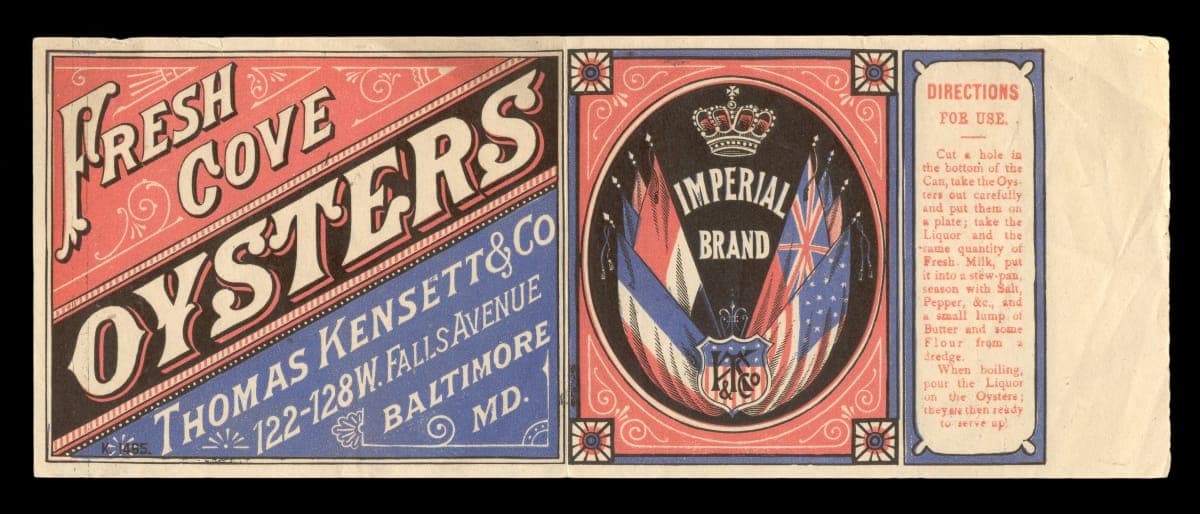 FRESH
COVE
OYSTERS
THOMAS KENSETT & CO
122-128 W. FALLS AVENUE
BALTIMORE
MD.
K. 1495.
IMPERIAL
BRAND
TK
& Co
DIRECTIONS
FOR USE.
Cut a hole in
the bottom of the
Can, take the Oys-
ters out carefully
and put them on
a plate; take the
Liquor and the
same quantity of
Fresh Milk, put
it into a stew-pan,
season with Salt,
Pepper, &c., and
a small lump of
Butter and some
Flour from a
dredge.
When boiling,
pour the Liquor
on the Oysters;
they are then ready
to serve up!